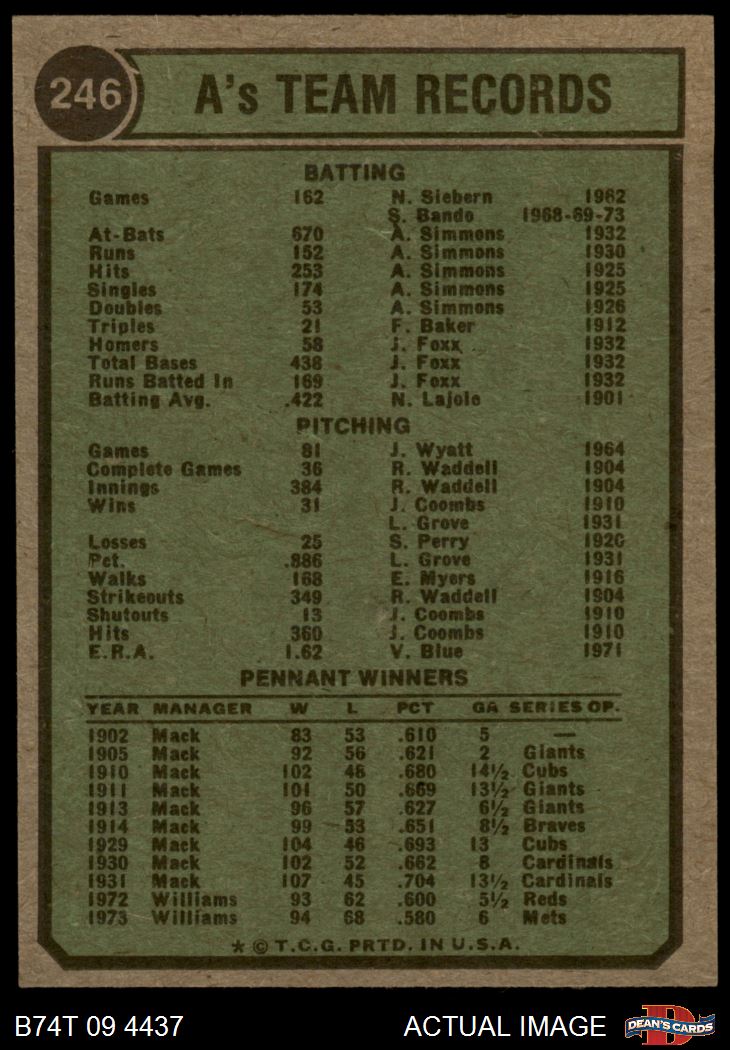 246 A's TEAM RECORDS
BATTING
Games 162 N. Siebern 1962
S. Bando 1968-69-73
At-Bats 670 A. Simmons 1932
Runs 152 A. Simmons 1930
Hits 253 A. Simmons 1925
Singles 174 A. Simmons 1925
Doubles 53 A. Simmons 1926
Triples 21 F. Baker 1912
Homers 58 J. Foxx 1932
Total Bases 438 J. Foxx 1932
Runs Batted In 169 J. Foxx 1932
Batting Avg. .422 N. Lajoie 1901
PITCHING
Games 81 J. Wyatt 1964
Complete Games 36 R. Waddell 1904
Innings 384 R. Waddell 1904
Wins 31 J. Coombs 1910
L. Grove 1931
Losses 25 S. Perry 1920
Pct. .886 L. Grove 1931
Walks 168 E. Myers 1916
Strikeouts 349 R. Waddell 1904
Shutouts 13 J. Coombs 1910
Hits 360 J. Coombs 1910
E.R.A. 1.62 V. Blue 1971
PENNANT WINNERS
YEAR MANAGER W L PCT GA SERIES OP.
1902 Mack 83 53 .610 5 —
1905 Mack 92 56 .621 2 Giants
1910 Mack 102 48 .680 14½ Cubs
1911 Mack 101 50 .669 13½ Giants
1913 Mack 96 57 .627 6½ Giants
1914 Mack 99 53 .651 8½ Braves
1929 Mack 104 46 .693 13 Cubs
1930 Mack 102 52 .662 8 Cardinals
1931 Mack 107 45 .704 13½ Cardinals
1972 Williams 93 62 .600 5½ Reds
1973 Williams 94 68 .580 6 Mets
* © T.C.G. PRTD. IN U.S.A.
B74T 09 4437 ACTUAL IMAGE D DEAN'S CARDS